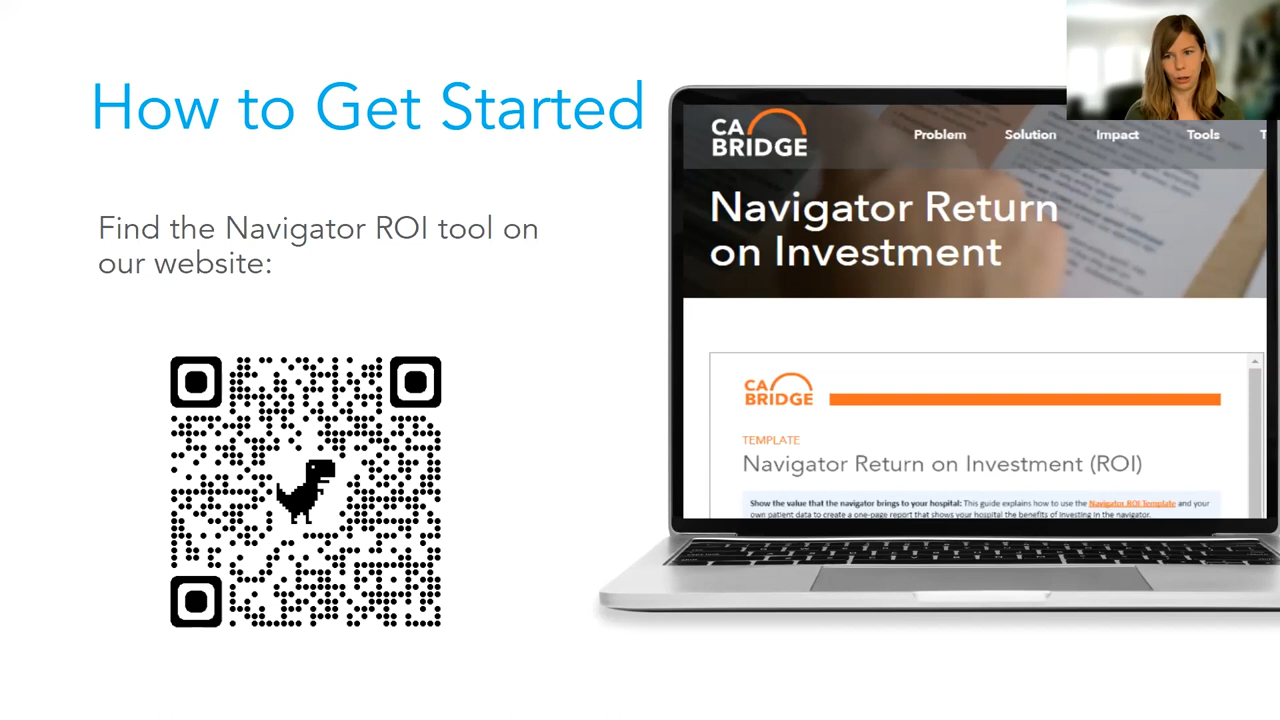 How to Get Started
Find the Navigator ROI tool on
our website:
CA
BRIDGE
Problem Solution Impact Tools T
Navigator Return
on Investment
CA
BRIDGE
TEMPLATE
Navigator Return on Investment (ROI)
Show the value that the navigator brings to your hospital: This guide explains how to use the Navigator ROI Template and your
own patient data to create a one-page report that shows your hospital the benefits of investing in the navigator.